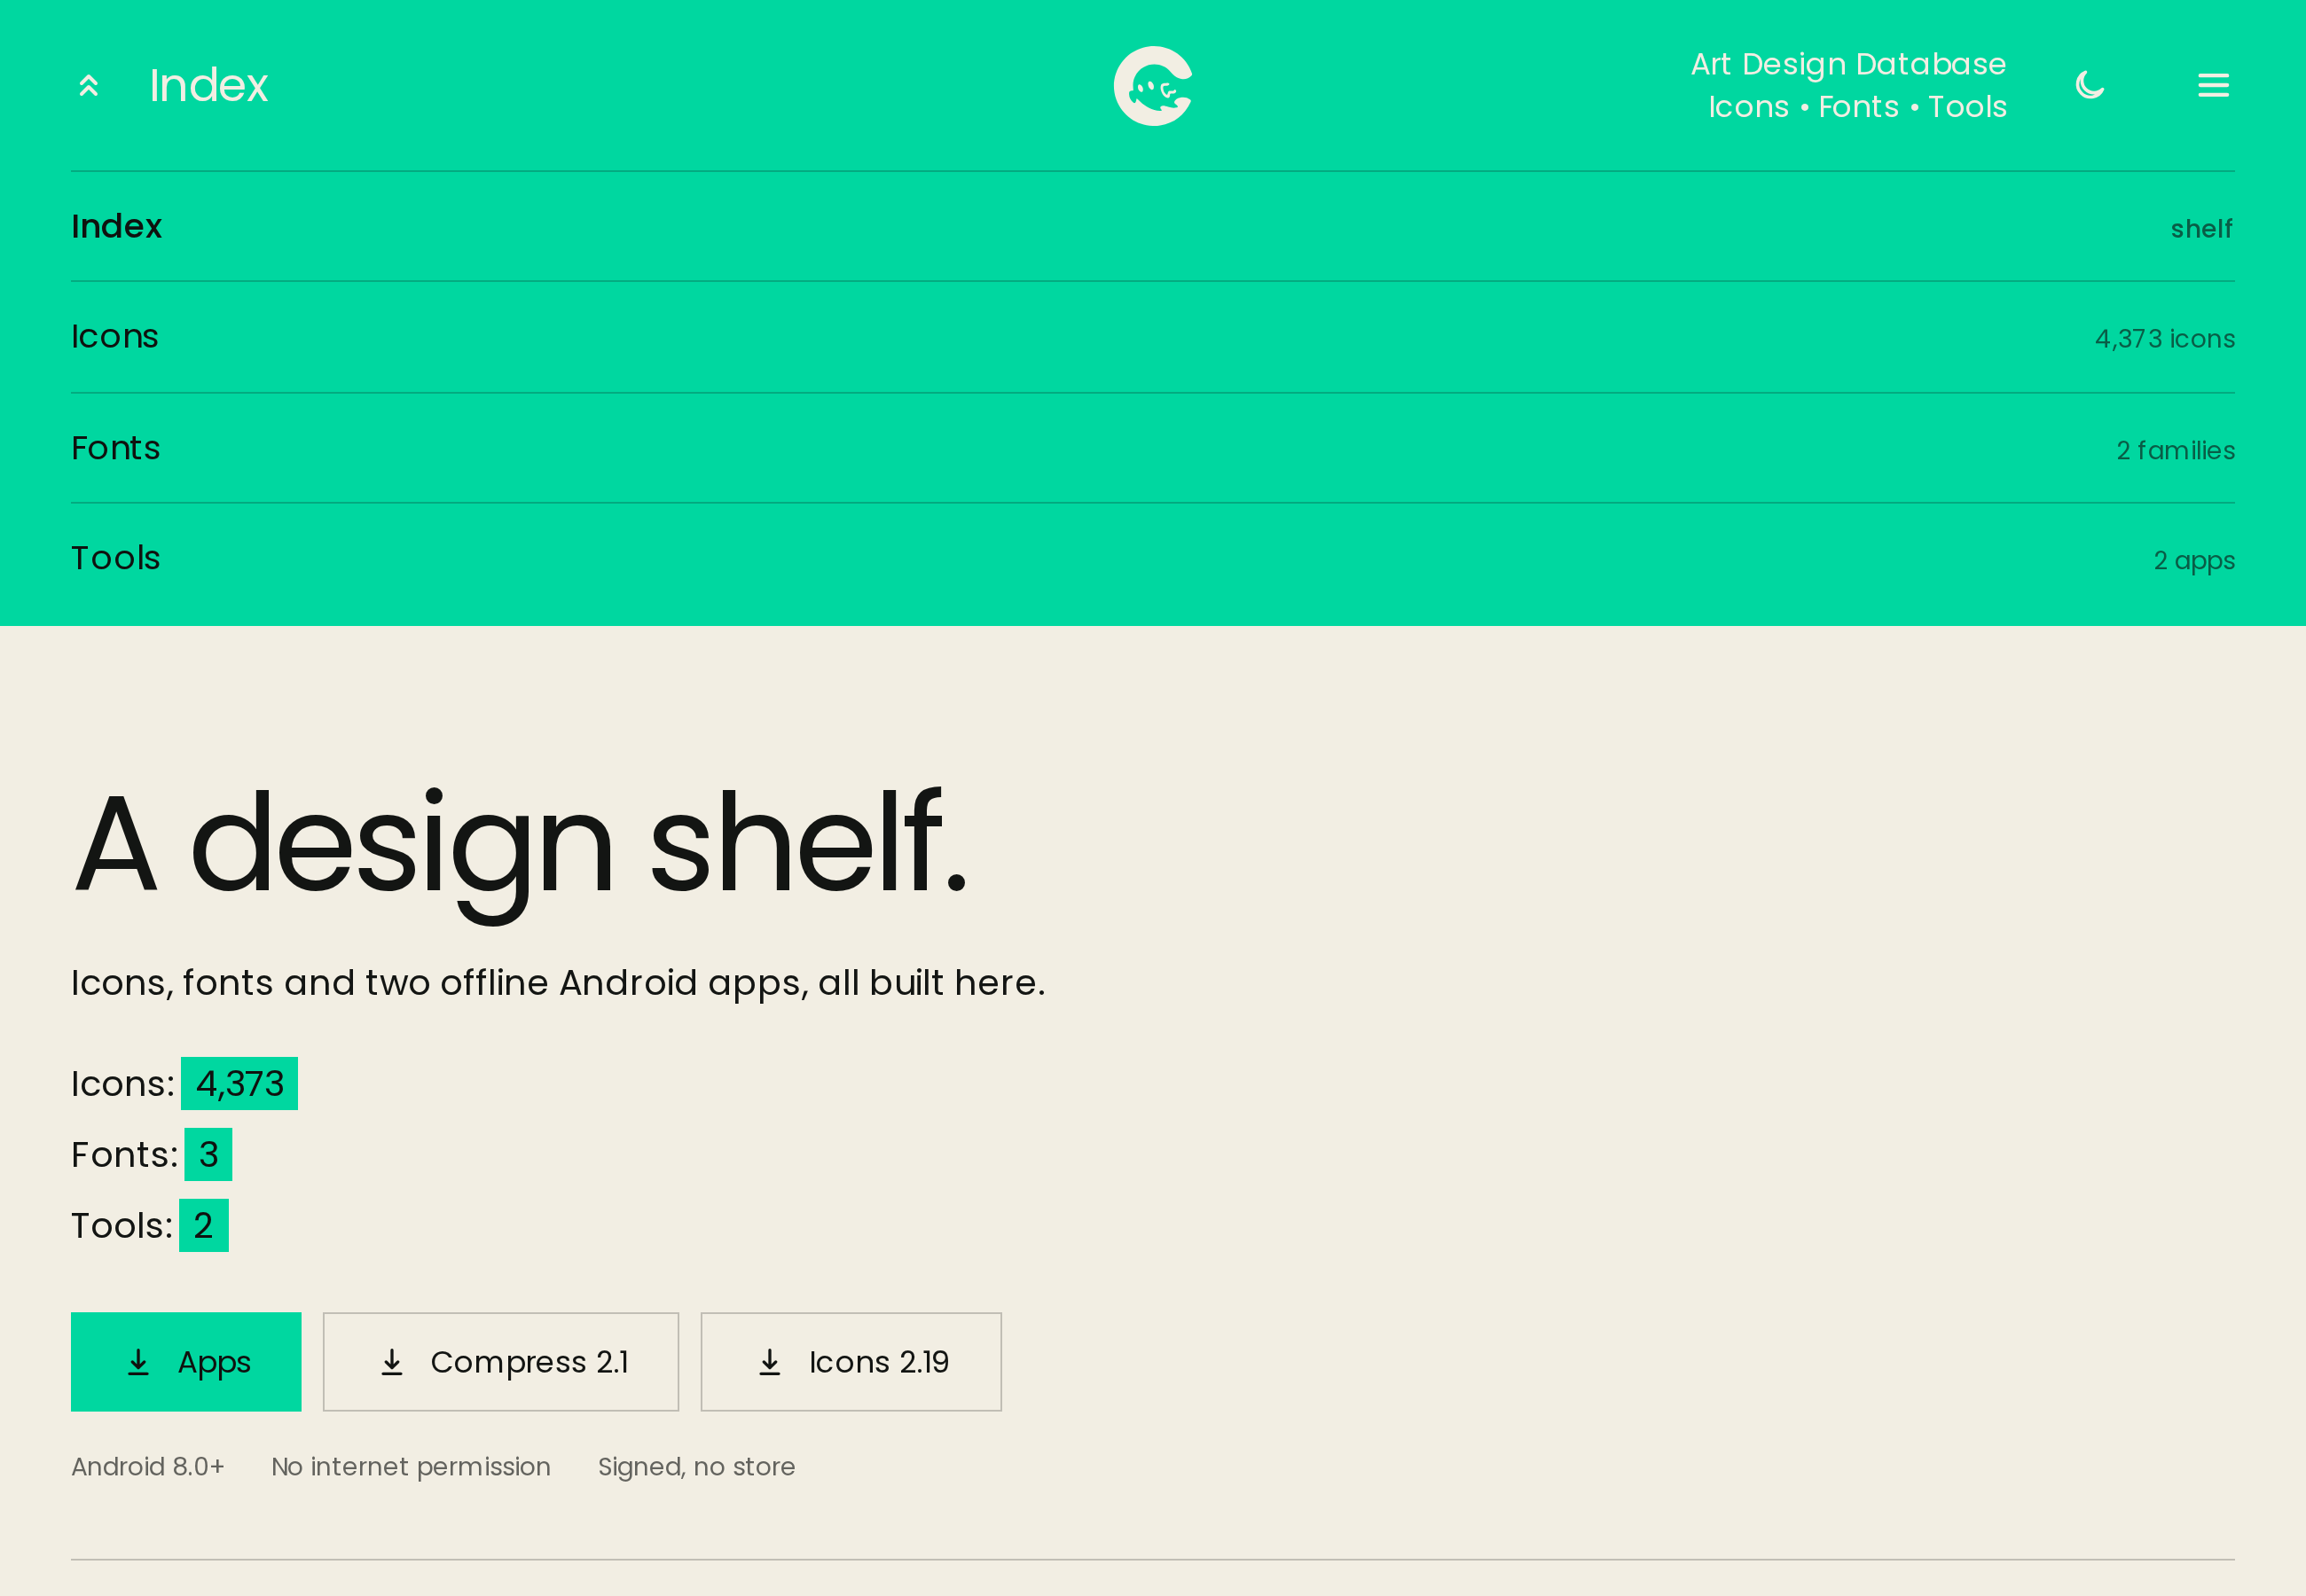 Index
Art Design Database
Icons • Fonts • Tools
Index shelf
Icons 4,373 icons
Fonts 2 families
Tools 2 apps
A design shelf.
Icons, fonts and two offline Android apps, all built here.
Icons: 4,373
Fonts: 3
Tools: 2
Apps Compress 2.1 Icons 2.19
Android 8.0+ No internet permission Signed, no store